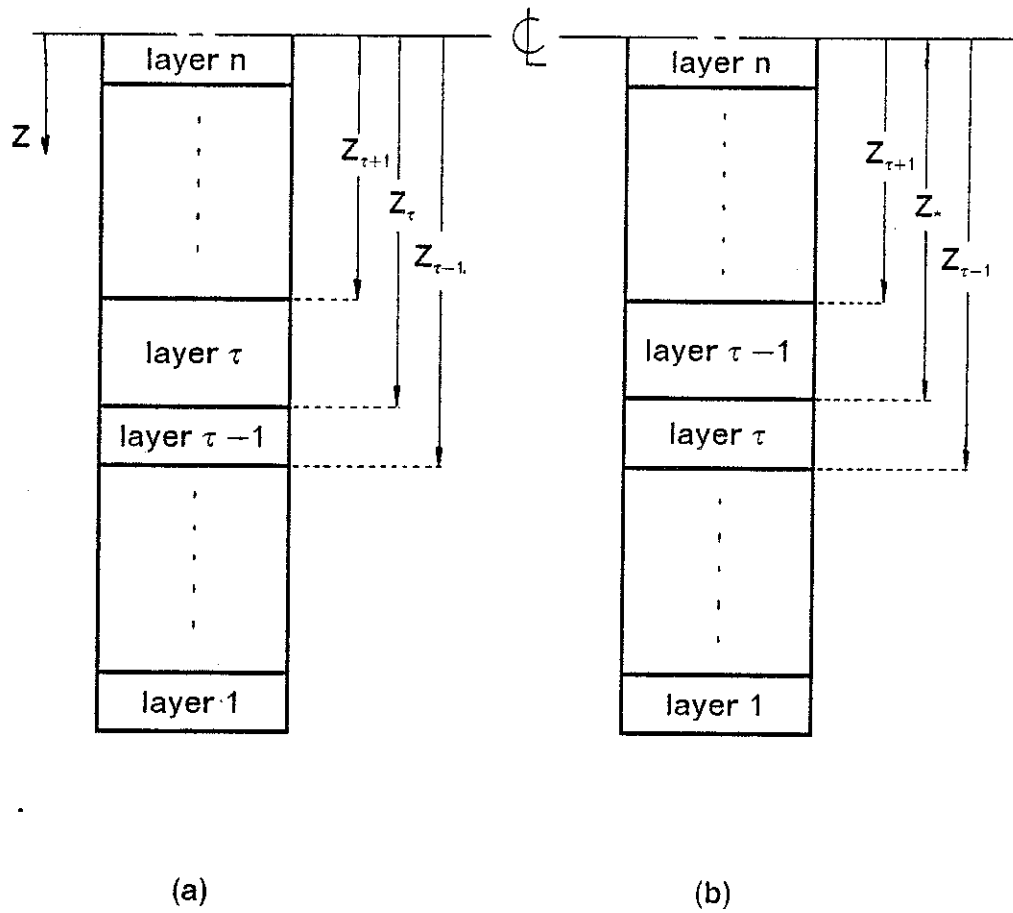 layer n
Z
Z_{τ+1}
Z_τ
Z_{τ-1}
layer τ
layer τ -1
layer 1
(a)
℄
layer n
Z_{τ+1}
Z_*
Z_{τ-1}
layer τ -1
layer τ
layer 1
(b)